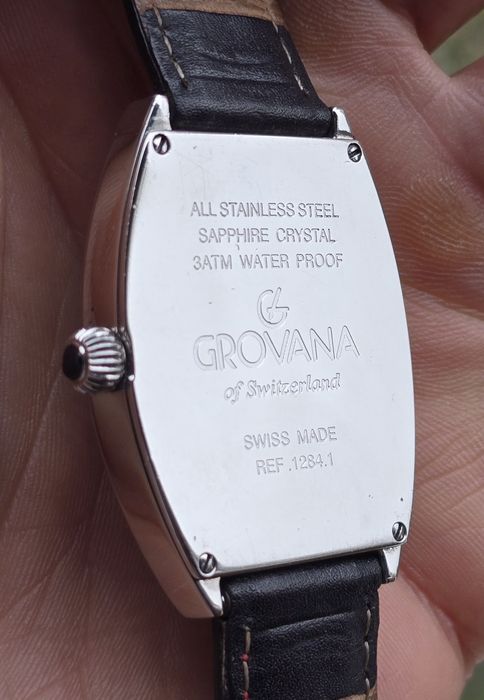 ALL STAINLESS STEEL
SAPPHIRE CRYSTAL
3ATM WATER PROOF
GROVANA
of Switzerland
SWISS MADE
REF.1284.1